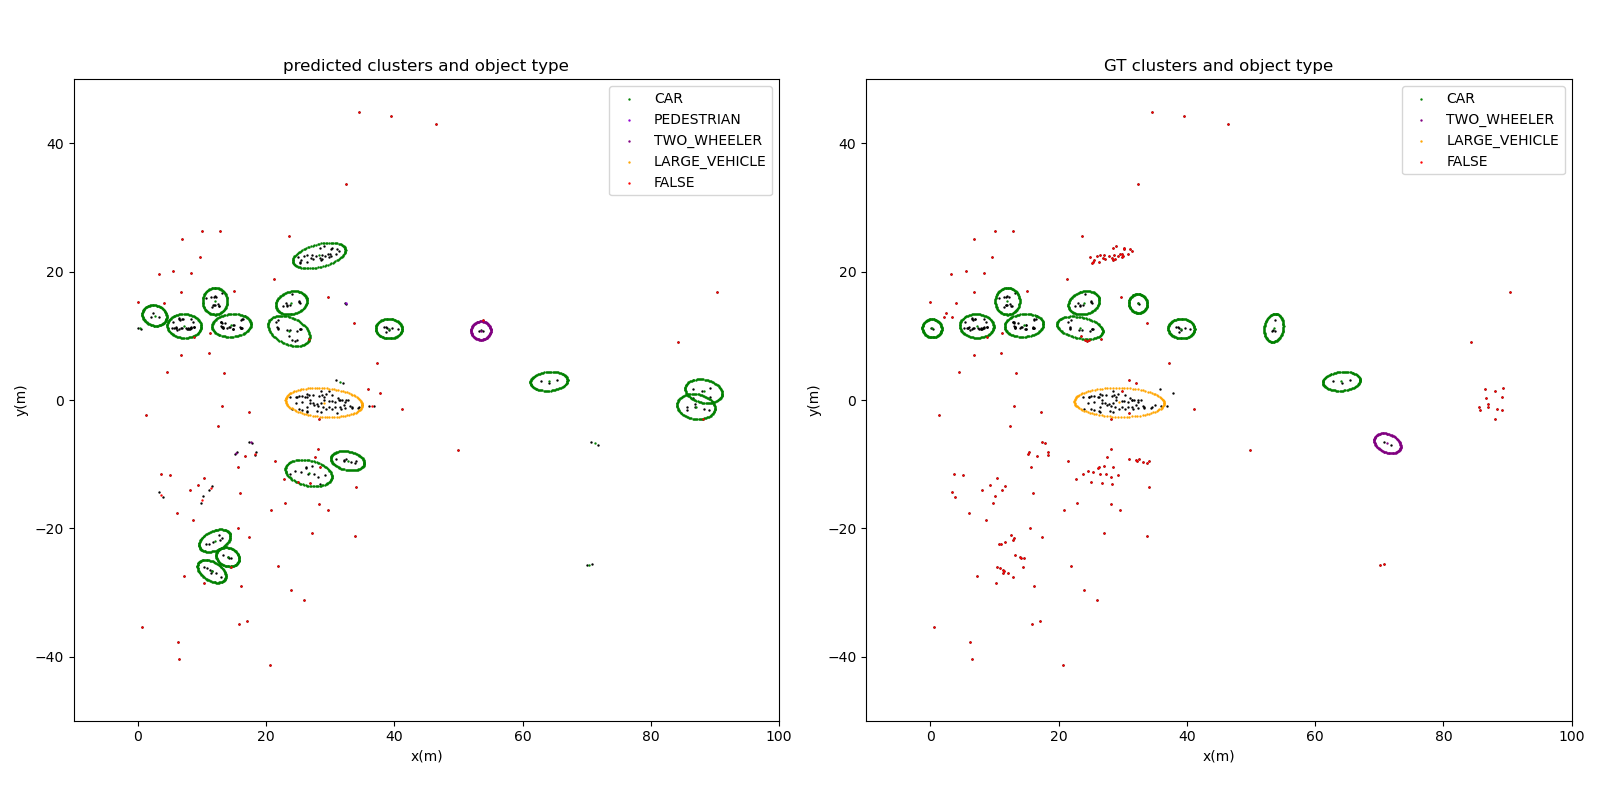 predicted clusters and object type
CAR
PEDESTRIAN
TWO_WHEELER
LARGE_VEHICLE
FALSE
y(m)
40
20
0
−20
−40
0 20 40 60 80 100
x(m)
GT clusters and object type
CAR
TWO_WHEELER
LARGE_VEHICLE
FALSE
y(m)
40
20
0
−20
−40
0 20 40 60 80 100
x(m)